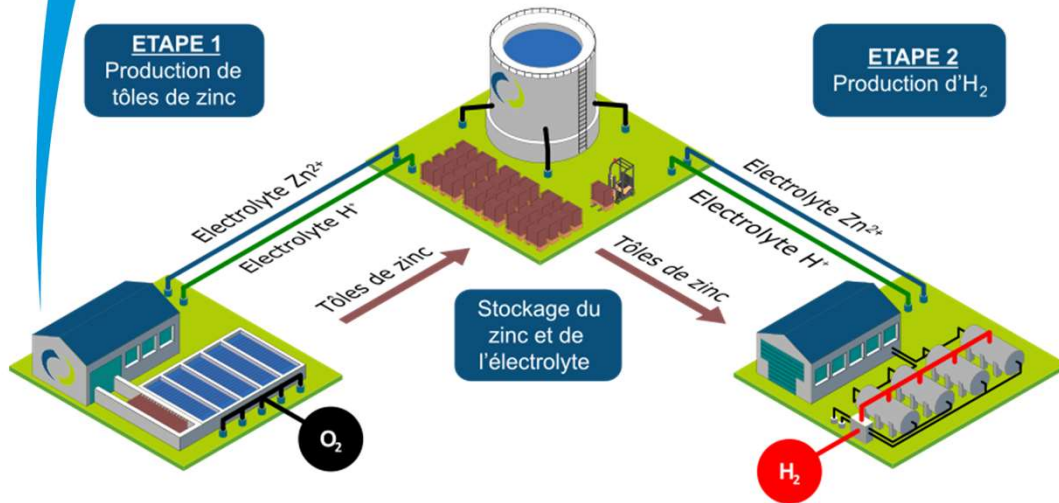 ETAPE 1
Production de
tôles de zinc
ETAPE 2
Production d'H₂
Electrolyte Zn²⁺
Electrolyte H⁺
Tôles de zinc
Electrolyte Zn²⁺
Electrolyte H⁺
Tôles de zinc
Stockage du
zinc et de
l'électrolyte
O₂
H₂